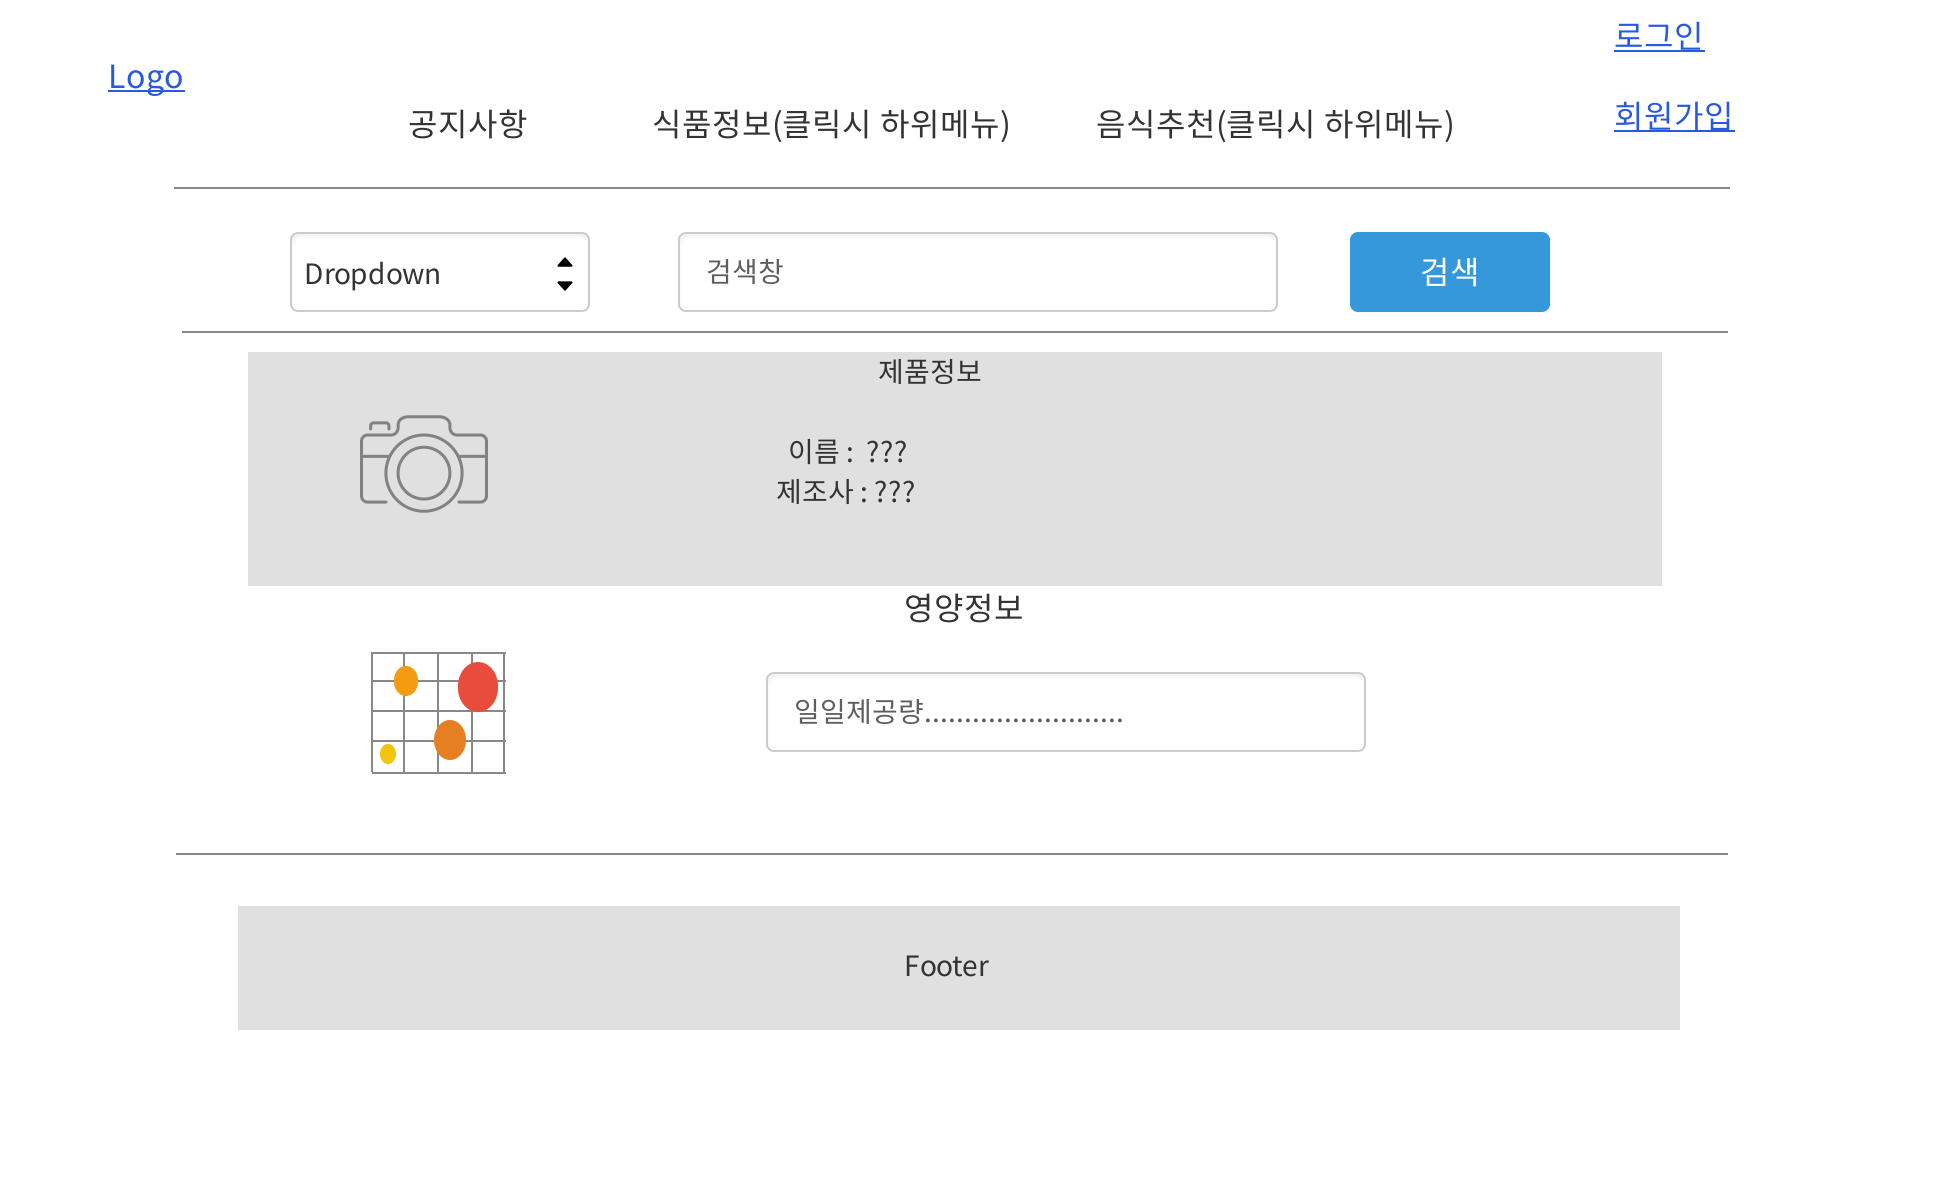 로그인
Logo
회원가입
공지사항
식품정보(클릭시 하위메뉴)
음식추천(클릭시 하위메뉴)
Dropdown
검색창
검색
제품정보
이름 : ???
제조사 : ???
영양정보
일일제공량.........................
Footer